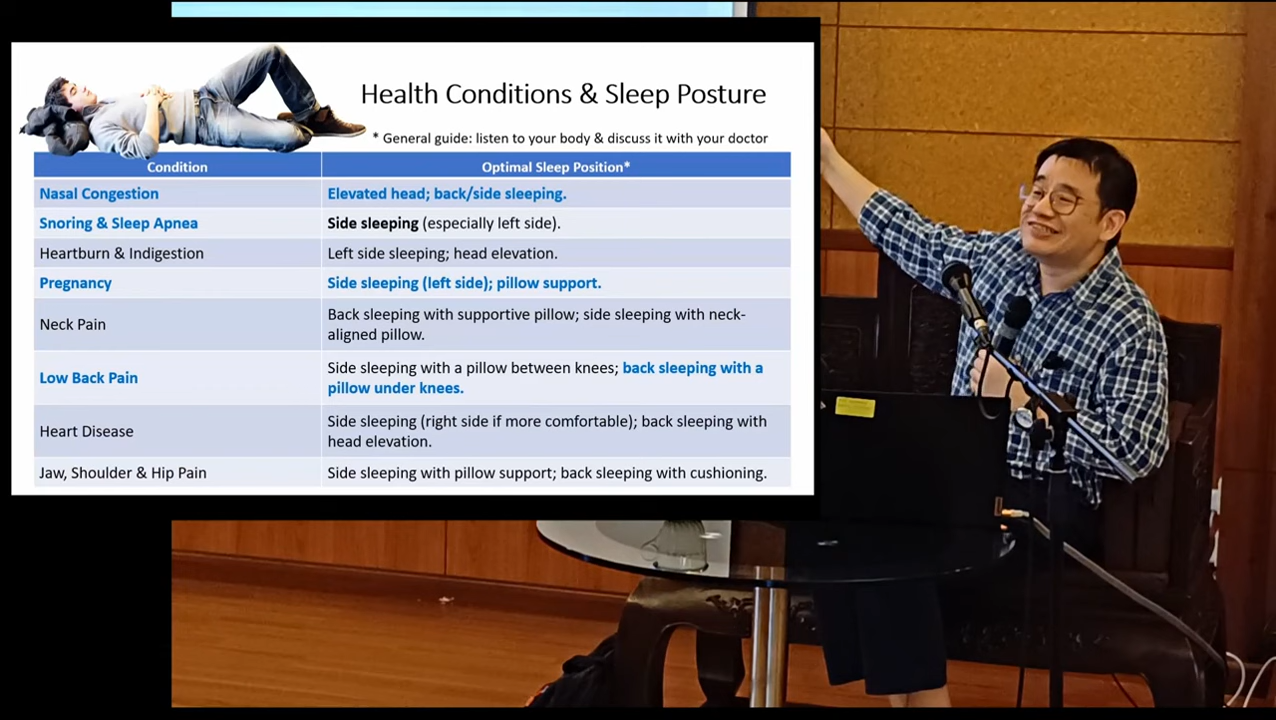 Health Conditions & Sleep Posture
* General guide: listen to your body & discuss it with your doctor
Condition
Optimal Sleep Position*
Nasal Congestion
Elevated head; back/side sleeping.
Snoring & Sleep Apnea
Side sleeping (especially left side).
Heartburn & Indigestion
Left side sleeping; head elevation.
Pregnancy
Side sleeping (left side); pillow support.
Neck Pain
Back sleeping with supportive pillow; side sleeping with neck-
aligned pillow.
Low Back Pain
Side sleeping with a pillow between knees; back sleeping with a
pillow under knees.
Heart Disease
Side sleeping (right side if more comfortable); back sleeping with
head elevation.
Jaw, Shoulder & Hip Pain
Side sleeping with pillow support; back sleeping with cushioning.